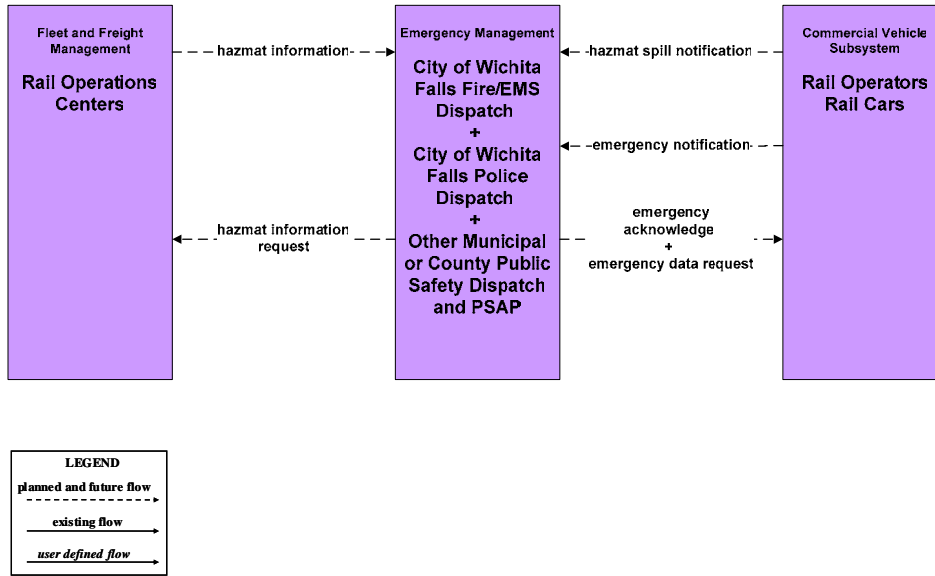 Fleet and Freight
Management
Rail Operations
Centers
hazmat information
hazmat information
request
Emergency Management
City of Wichita
Falls Fire/EMS
Dispatch
+
City of Wichita
Falls Police
Dispatch
+
Other Municipal
or County Public
Safety Dispatch
and PSAP
hazmat spill notification
emergency notification
emergency
acknowledge
+
emergency data request
Commercial Vehicle
Subsystem
Rail Operators
Rail Cars
LEGEND
planned and future flow
existing flow
user defined flow